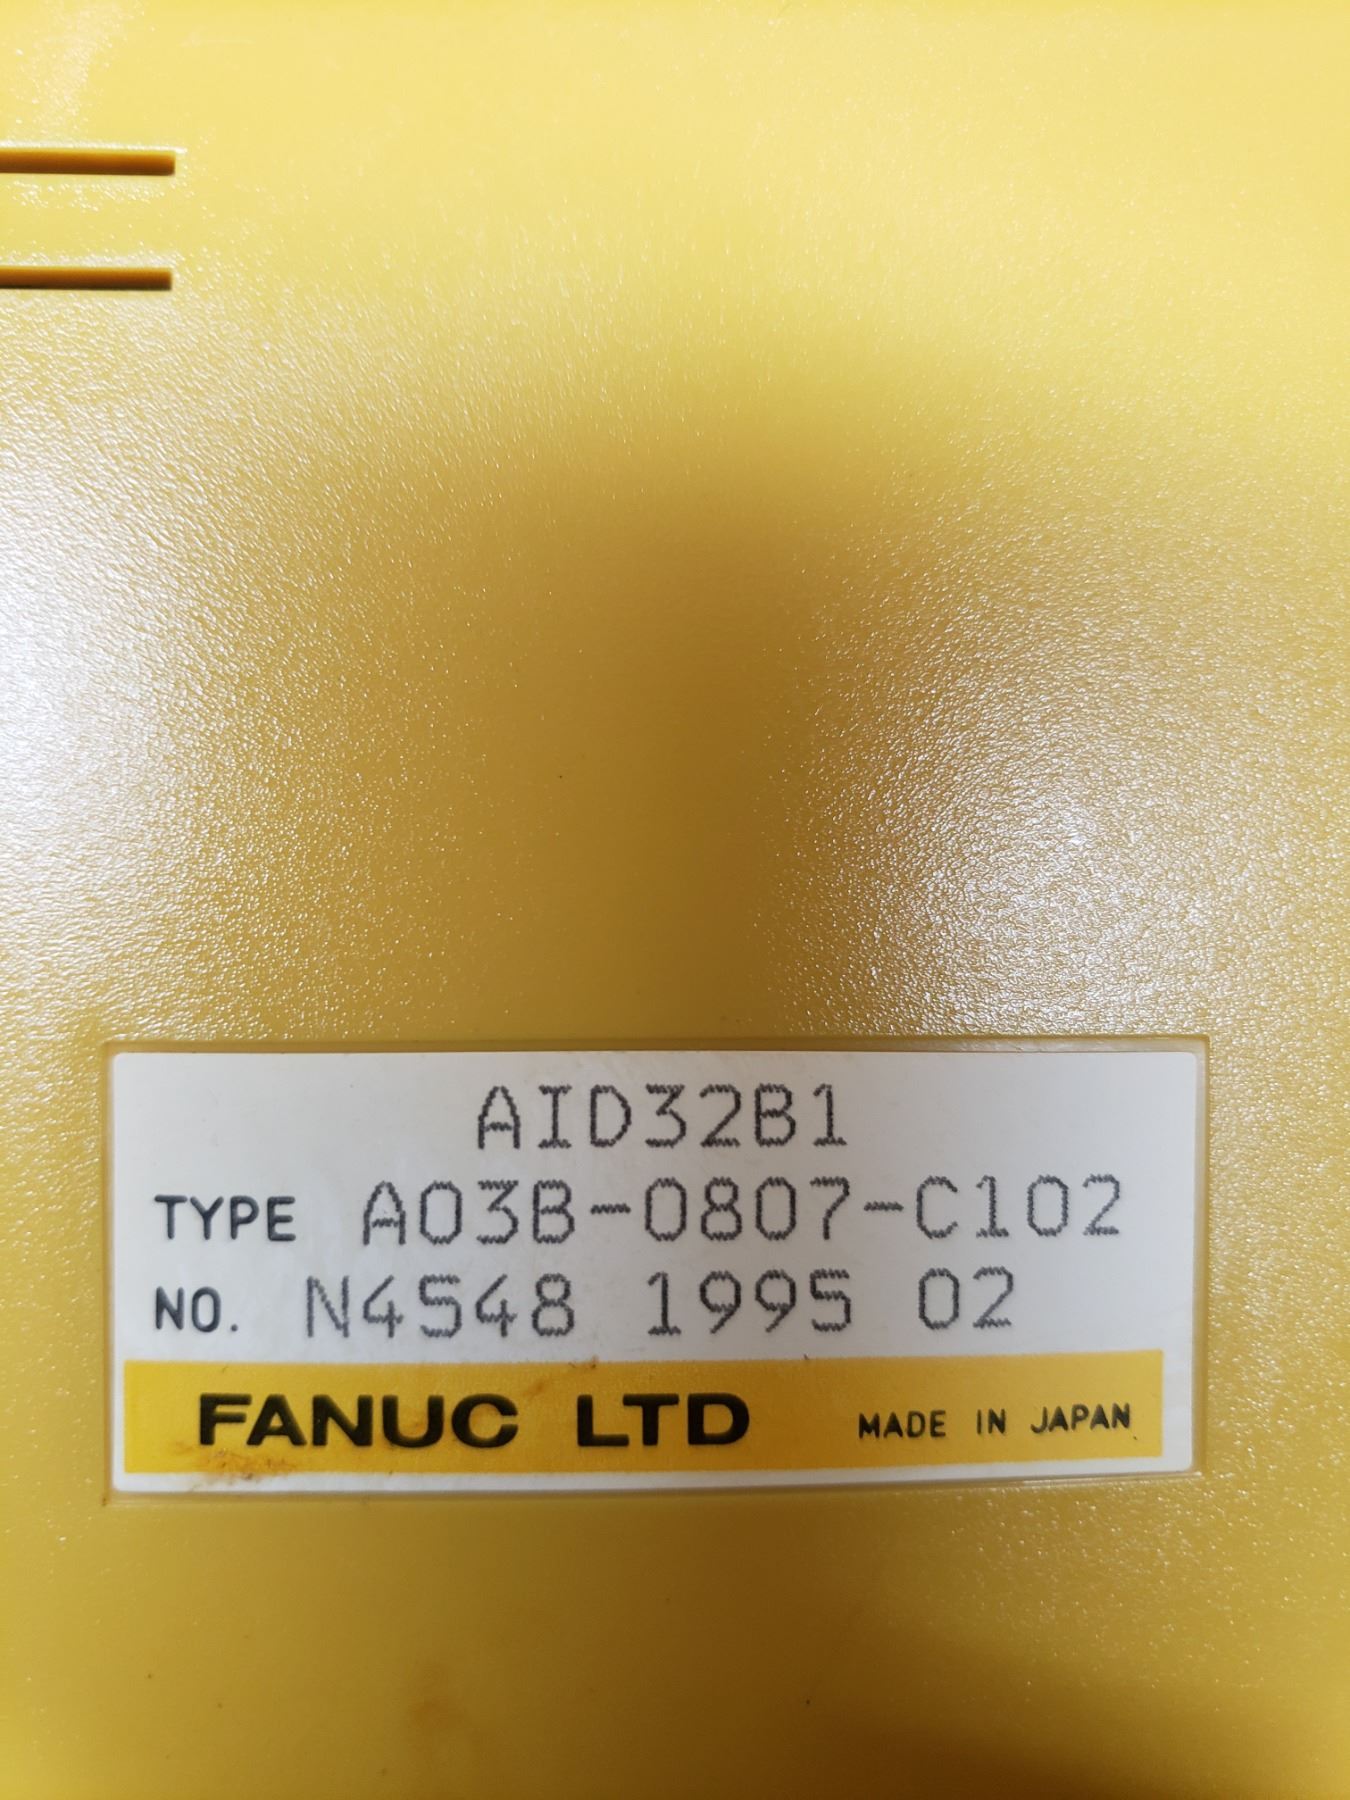 AID32B1
TYPE A03B-0807-C102
NO. N4548 1995 02
FANUC LTD MADE IN JAPAN